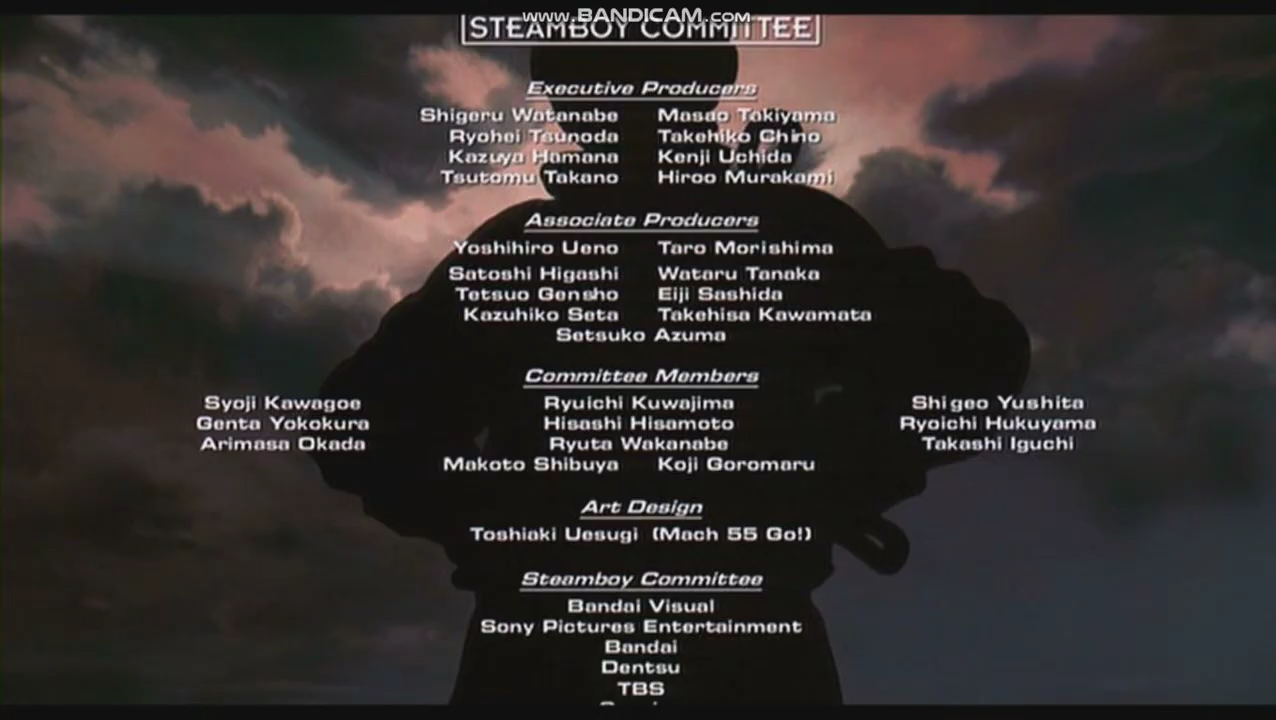 www.BANDICAM.com
STEAMBOY COMMITTEE
Executive Producers
Shigeru Watanabe Masao Takiyama
Ryohei Tsunoda Takehiko Chino
Kazuya Hamana Kenji Uchida
Tsutomu Takano Hiroo Murakami
Associate Producers
Yoshihiro Ueno Taro Morishima
Satoshi Higashi Wataru Tanaka
Tetsuo Gensho Eiji Sashida
Kazuhiko Seta Takehisa Kawamata
Setsuko Azuma
Committee Members
Syoji Kawagoe Ryuichi Kuwajima Shigeo Yushita
Genta Yokokura Hisashi Hisamoto Ryoichi Hukuyama
Arimasa Okada Ryuta Wakanabe Takashi Iguchi
Makoto Shibuya Koji Goromaru
Art Design
Toshiaki Uesugi (Mach 55 Go!)
Steamboy Committee
Bandai Visual
Sony Pictures Entertainment
Bandai
Dentsu
TBS